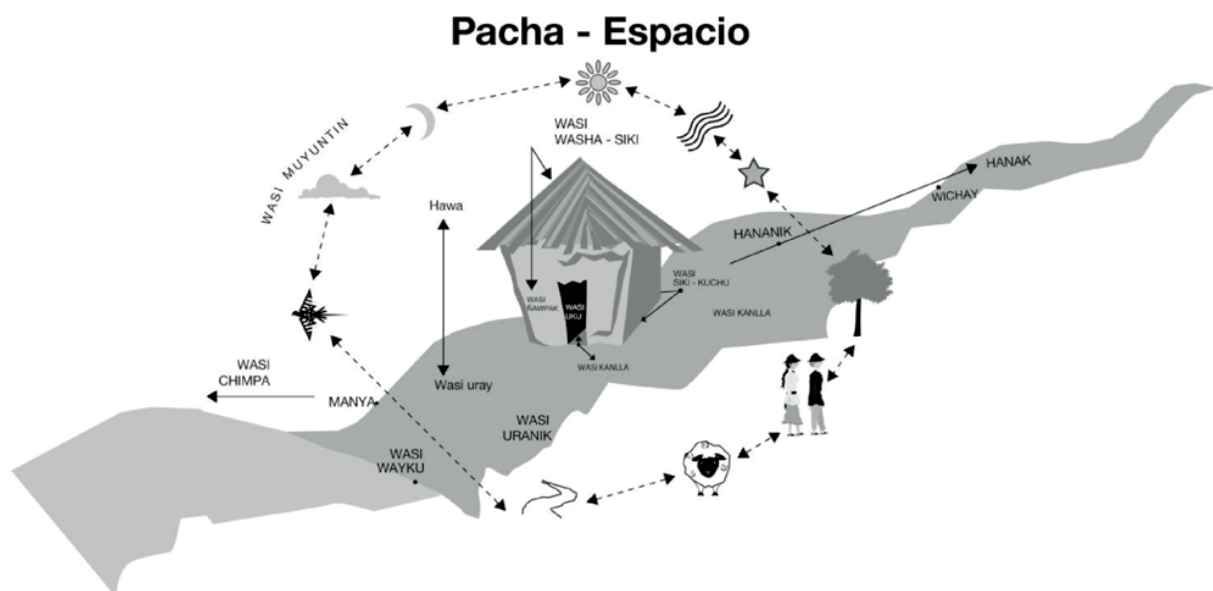 Pacha - Espacio
WASI
WASHA - SIKI
WASI MUYUNTIN
HANAK
WICHAY
Hawa
HANANIK
WASI
SIKI - KUCHU
WASI
ÑAWPAK
WASI
UKU
WASI KANLLA
WASI KANLLA
WASI
CHIMPA
Wasi uray
MANYA
WASI
URANIK
WASI
WAYKU